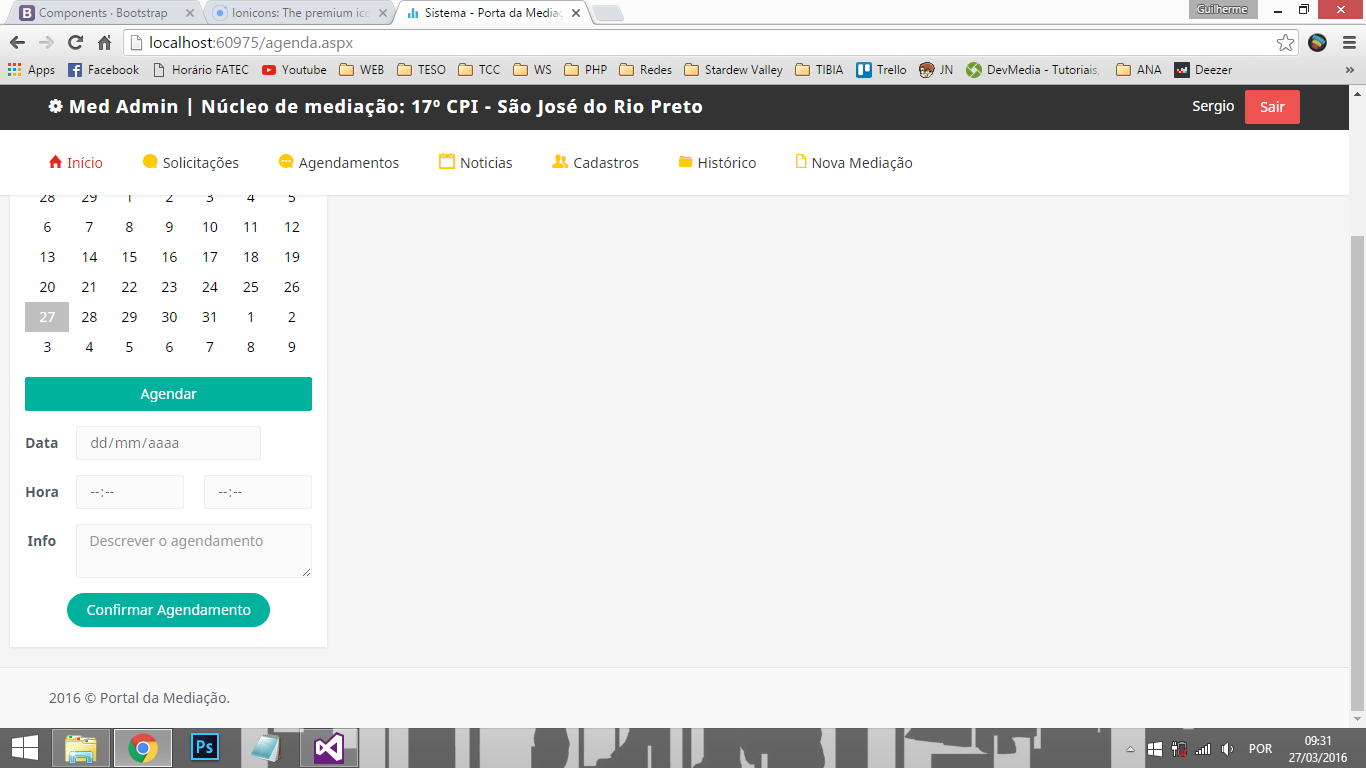 Components · Bootstrap
Ionicons: The premium ico
Sistema - Porta da Mediaç
Guilherme
localhost:60975/agenda.aspx
Apps Facebook Horário FATEC Youtube WEB TESO TCC WS PHP Redes Stardew Valley TIBIA Trello JN DevMedia - Tutoriais, ANA Deezer »
Med Admin | Núcleo de mediação: 17º CPI - São José do Rio Preto
Sergio Sair
Início Solicitações Agendamentos Noticias Cadastros Histórico Nova Mediação
28 29 1 2 3 4 5
6 7 8 9 10 11 12
13 14 15 16 17 18 19
20 21 22 23 24 25 26
27 28 29 30 31 1 2
3 4 5 6 7 8 9
Agendar
Data dd/mm/aaaa
Hora --:-- --:--
Info Descrever o agendamento
Confirmar Agendamento
2016 © Portal da Mediação.
Ps
POR
09:31
27/03/2016